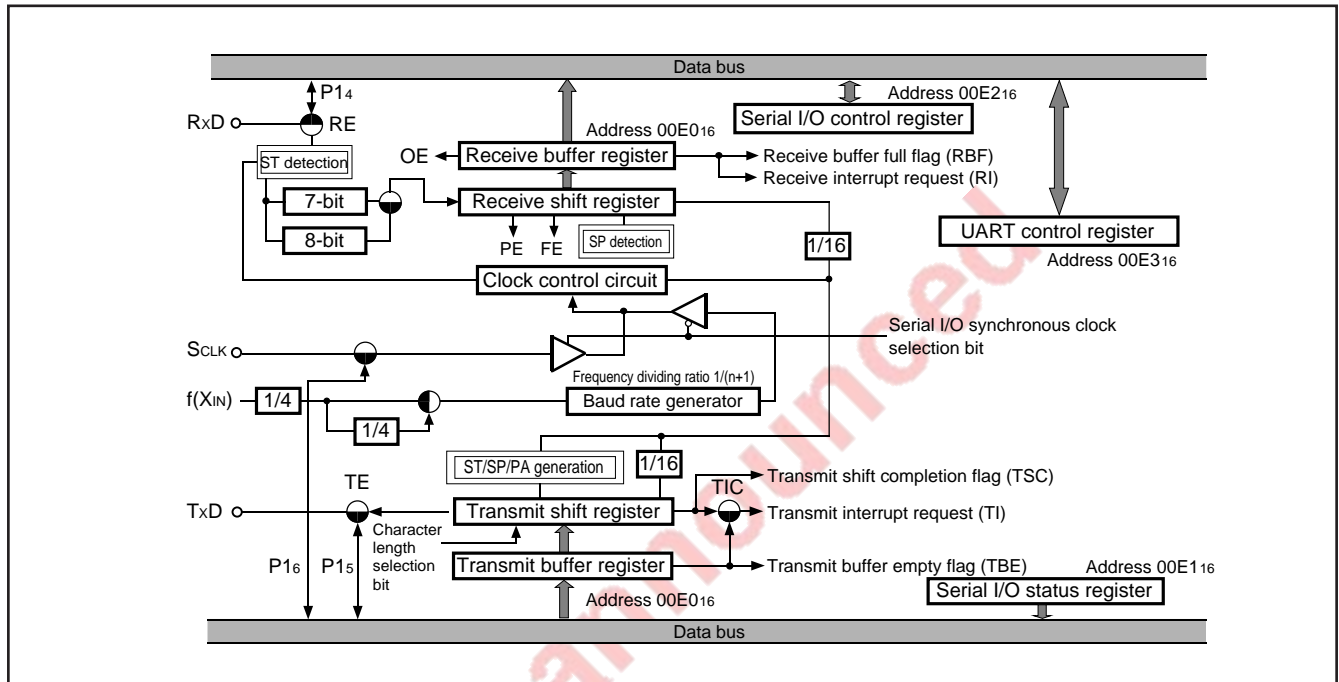 Data bus
P14
Address 00E216
RxD
RE
Serial I/O control register
Address 00E016
ST detection
OE
Receive buffer register
Receive buffer full flag (RBF)
Receive interrupt request (RI)
7-bit
Receive shift register
8-bit
PE
FE
SP detection
1/16
UART control register
Address 00E316
Clock control circuit
Serial I/O synchronous clock
selection bit
SCLK
Frequency dividing ratio 1/(n+1)
f(XIN)
1/4
Baud rate generator
1/4
ST/SP/PA generation
1/16
Transmit shift completion flag (TSC)
TE
TIC
TxD
Transmit shift register
Transmit interrupt request (TI)
Character
length
selection
bit
P16
P15
Transmit buffer register
Transmit buffer empty flag (TBE)
Address 00E116
Serial I/O status register
Address 00E016
Data bus
announced